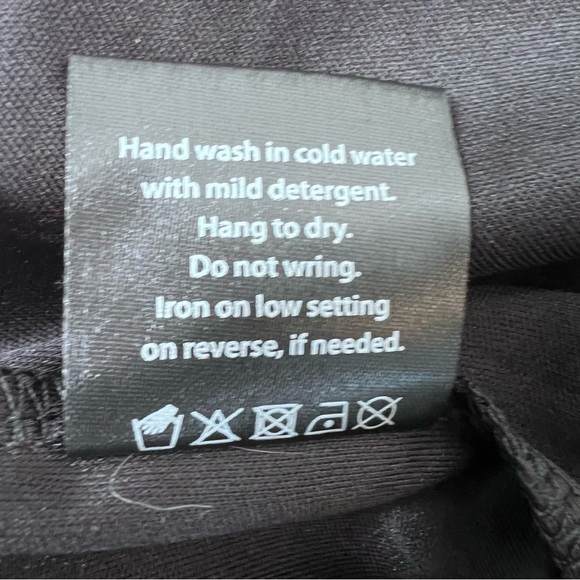 Hand wash in cold water
with mild detergent.
Hang to dry.
Do not wring.
Iron on low setting
on reverse, if needed.